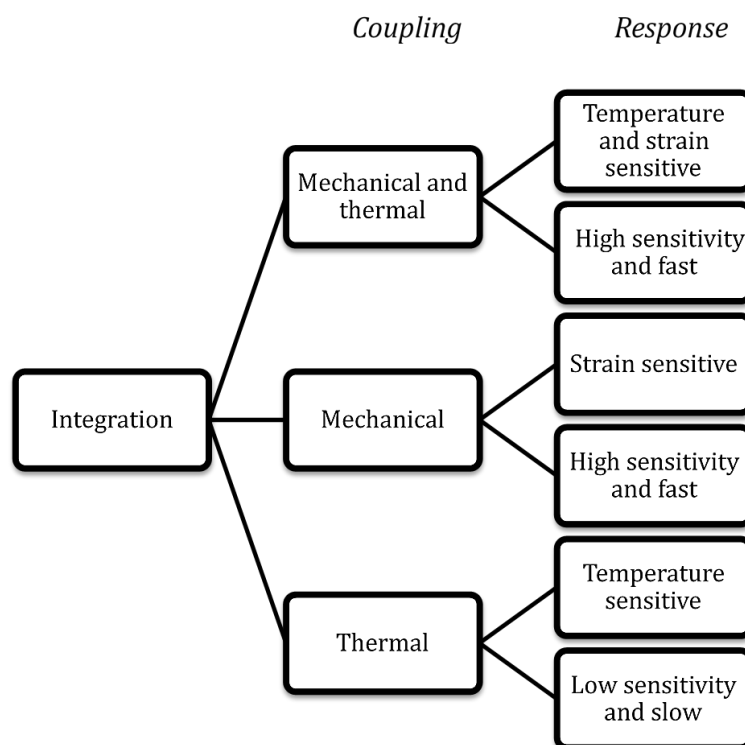 Coupling
Response
Temperature
and strain
sensitive
Mechanical and
thermal
High sensitivity
and fast
Strain sensitive
Integration
Mechanical
High sensitivity
and fast
Temperature
sensitive
Thermal
Low sensitivity
and slow